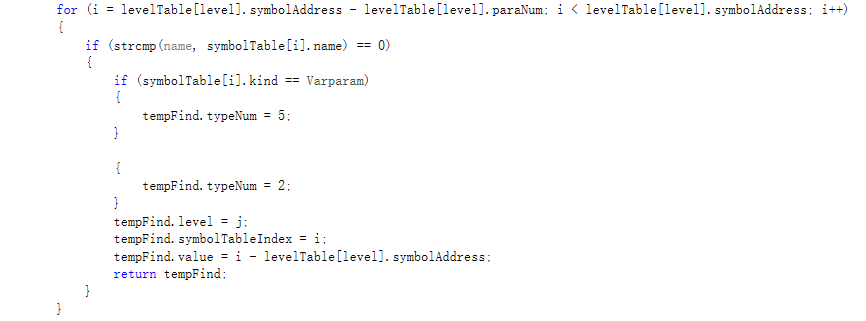 for (i = levelTable[level].symbolAddress - levelTable[level].paraNum; i < levelTable[level].symbolAddress; i++)
{
if (strcmp(name, symbolTable[i].name) == 0)
{
if (symbolTable[i].kind == Varparam)
{
tempFind.typeNum = 5;
}
{
tempFind.typeNum = 2;
}
tempFind.level = j;
tempFind.symbolTableIndex = i;
tempFind.value = i - levelTable[level].symbolAddress;
return tempFind;
}
}